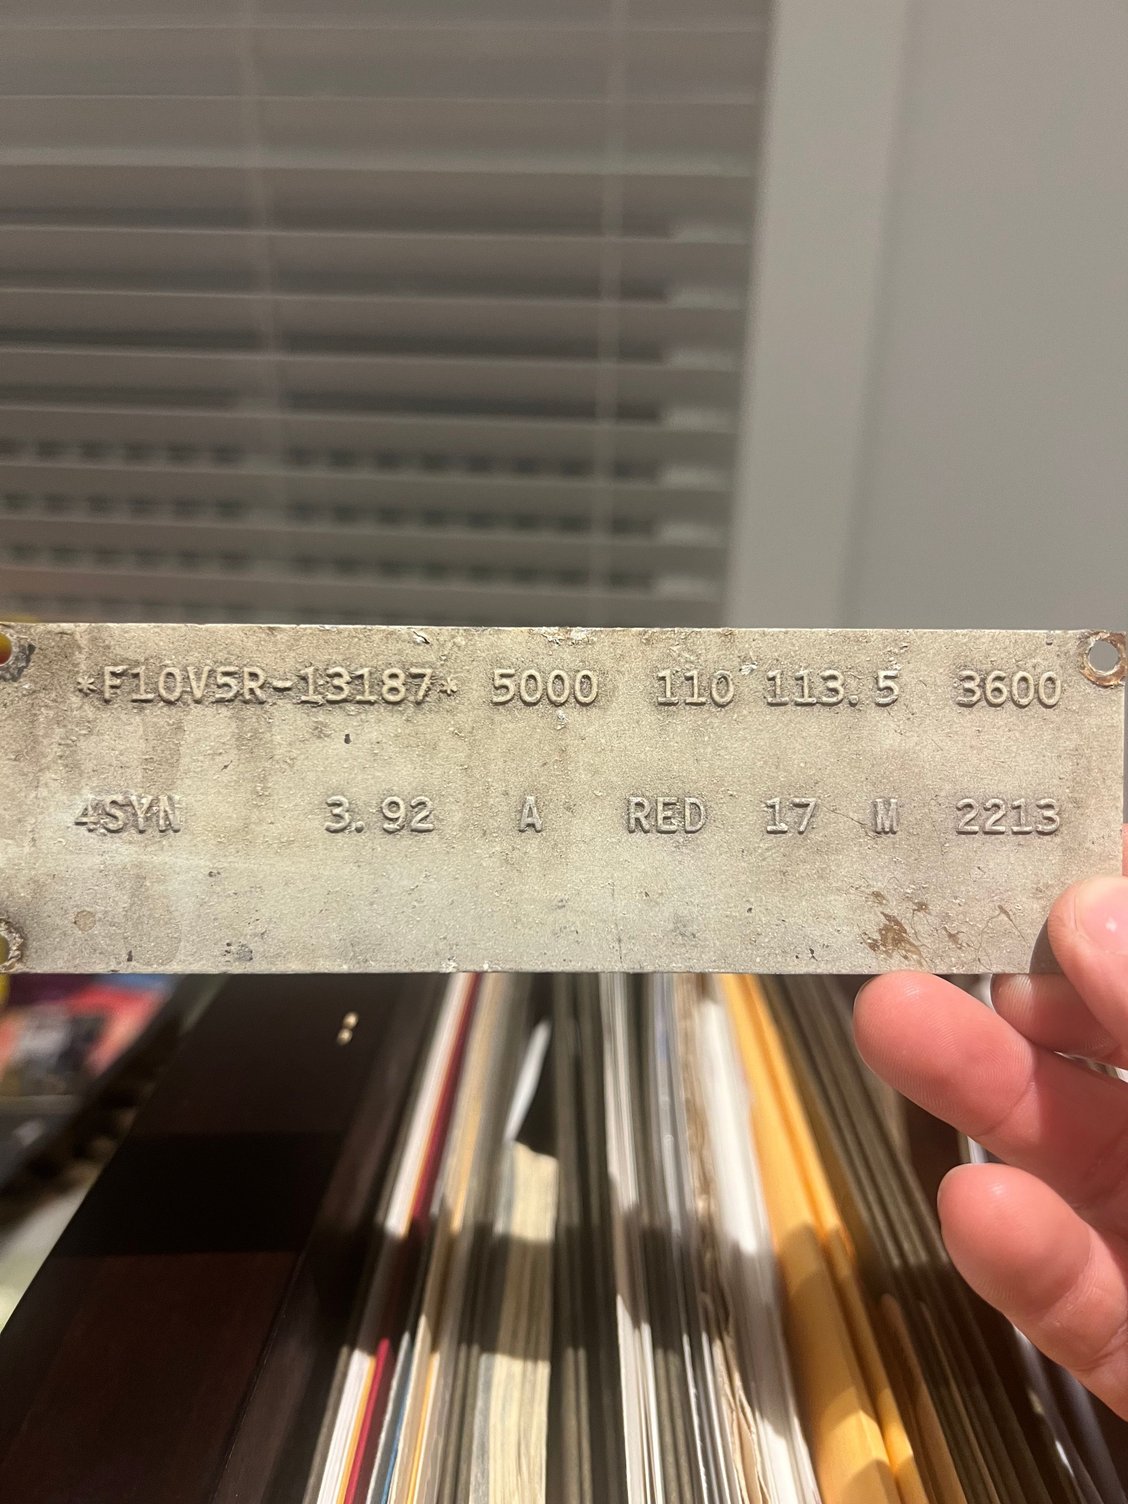 *F10V5R-13187* 5000 110 113.5 3600
4SYN 3.92 A RED 17 M 2213